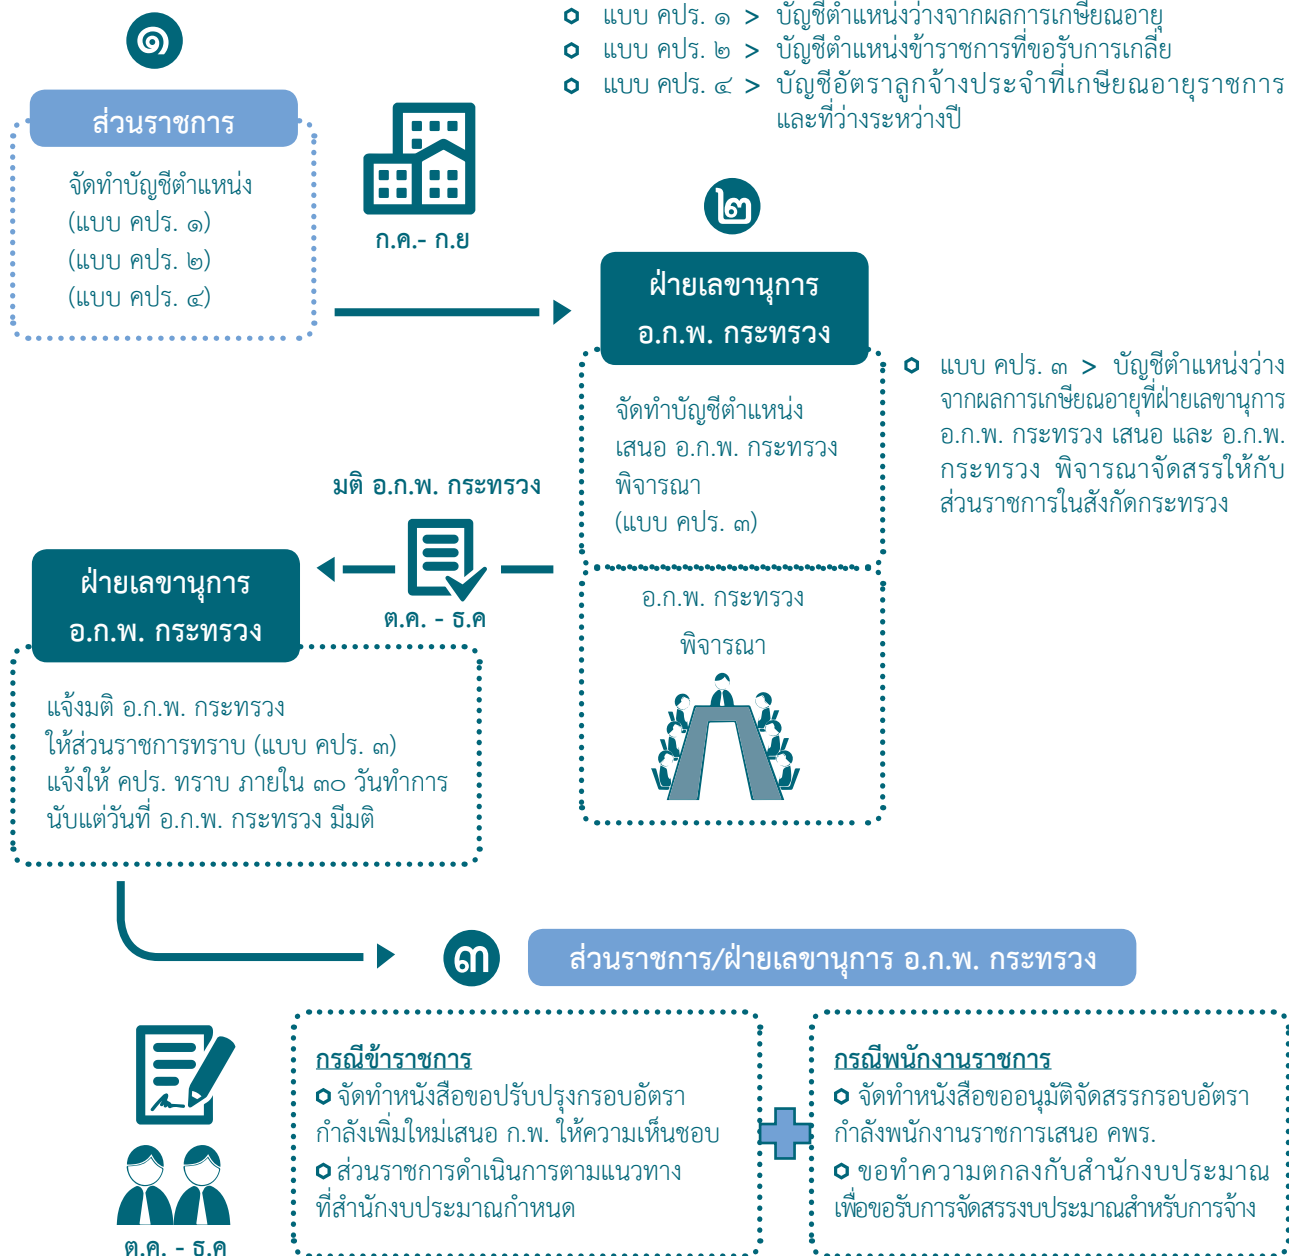 ๑
ส่วนราชการ
จัดทำบัญชีตำแหน่ง
(แบบ คปร. ๑)
(แบบ คปร. ๒)
(แบบ คปร. ๔)
ก.ค.- ก.ย
แบบ คปร. ๑ > บัญชีตำแหน่งว่างจากผลการเกษียณอายุ
แบบ คปร. ๒ > บัญชีตำแหน่งข้าราชการที่ขอรับการเกลี่ย
แบบ คปร. ๔ > บัญชีอัตราลูกจ้างประจำที่เกษียณอายุราชการ
และที่ว่างระหว่างปี
๒
ฝ่ายเลขานุการ
อ.ก.พ. กระทรวง
จัดทำบัญชีตำแหน่ง
เสนอ อ.ก.พ. กระทรวง
พิจารณา
(แบบ คปร. ๓)
อ.ก.พ. กระทรวง
พิจารณา
แบบ คปร. ๓ > บัญชีตำแหน่งว่าง
จากผลการเกษียณอายุที่ฝ่ายเลขานุการ
อ.ก.พ. กระทรวง เสนอ และ อ.ก.พ.
กระทรวง พิจารณาจัดสรรให้กับ
ส่วนราชการในสังกัดกระทรวง
มติ อ.ก.พ. กระทรวง
ต.ค. - ธ.ค
ฝ่ายเลขานุการ
อ.ก.พ. กระทรวง
แจ้งมติ อ.ก.พ. กระทรวง
ให้ส่วนราชการทราบ (แบบ คปร. ๓)
แจ้งให้ คปร. ทราบ ภายใน ๓๐ วันทำการ
นับแต่วันที่ อ.ก.พ. กระทรวง มีมติ
๓
ส่วนราชการ/ฝ่ายเลขานุการ อ.ก.พ. กระทรวง
ต.ค. - ธ.ค
กรณีข้าราชการ
จัดทำหนังสือขอปรับปรุงกรอบอัตรา
กำลังเพิ่มใหม่เสนอ ก.พ. ให้ความเห็นชอบ
ส่วนราชการดำเนินการตามแนวทาง
ที่สำนักงบประมาณกำหนด
กรณีพนักงานราชการ
จัดทำหนังสือขออนุมัติจัดสรรกรอบอัตรา
กำลังพนักงานราชการเสนอ คพร.
ขอทำความตกลงกับสำนักงบประมาณ
เพื่อขอรับการจัดสรรงบประมาณสำหรับการจ้าง